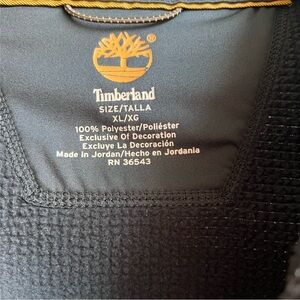 Timberland
SIZE/TALLA
XL/XG
100% Polyester/Poliéster
Exclusive Of Decoration
Excluye La Decoración
Made in Jordan/Hecho en Jordania
RN 36543